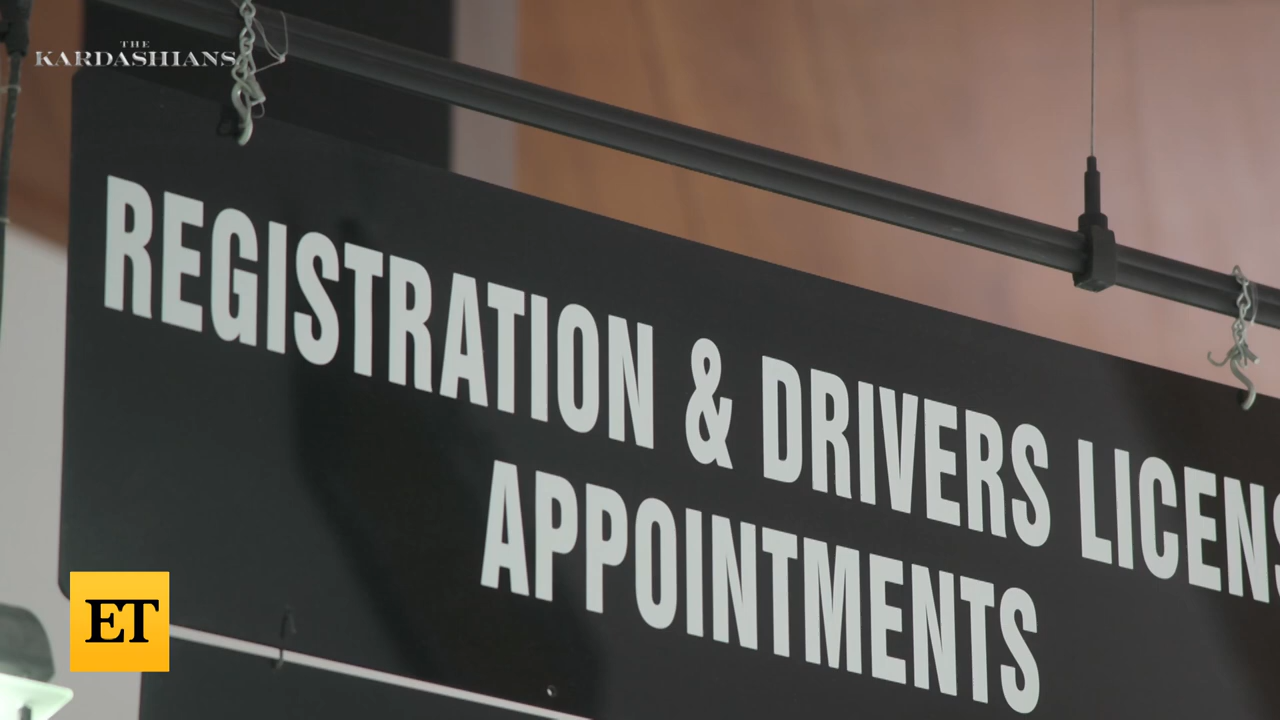 THE
KARDASHIANS
REGISTRATION & DRIVERS LICENS
APPOINTMENTS
ET